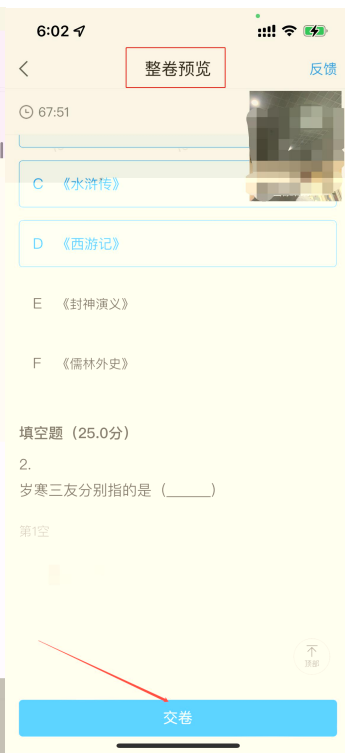 6:02
整卷预览
反馈
67:51
C 《水浒传》
D 《西游记》
E 《封神演义》
F 《儒林外史》
填空题（25.0分）
2.
岁寒三友分别指的是（______）
第1空
顶部
交卷